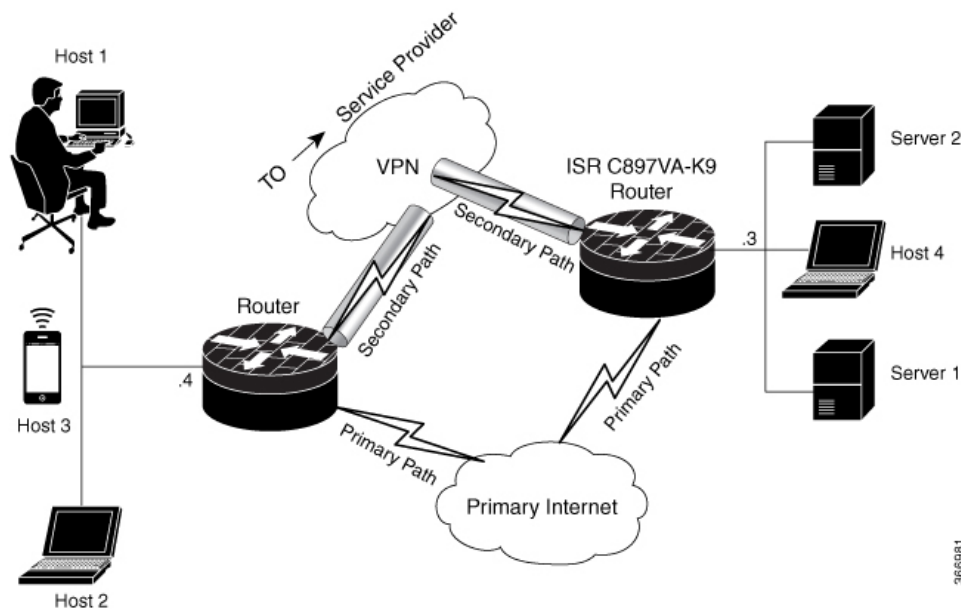 Host 1
TO → Service Provider
VPN
ISR C897VA-K9
Router
Server 2
Secondary Path
.3
Host 4
Router
Secondary Path
.4
Host 3
Primary Path
Primary Path
Server 1
Primary Internet
Host 2
366981